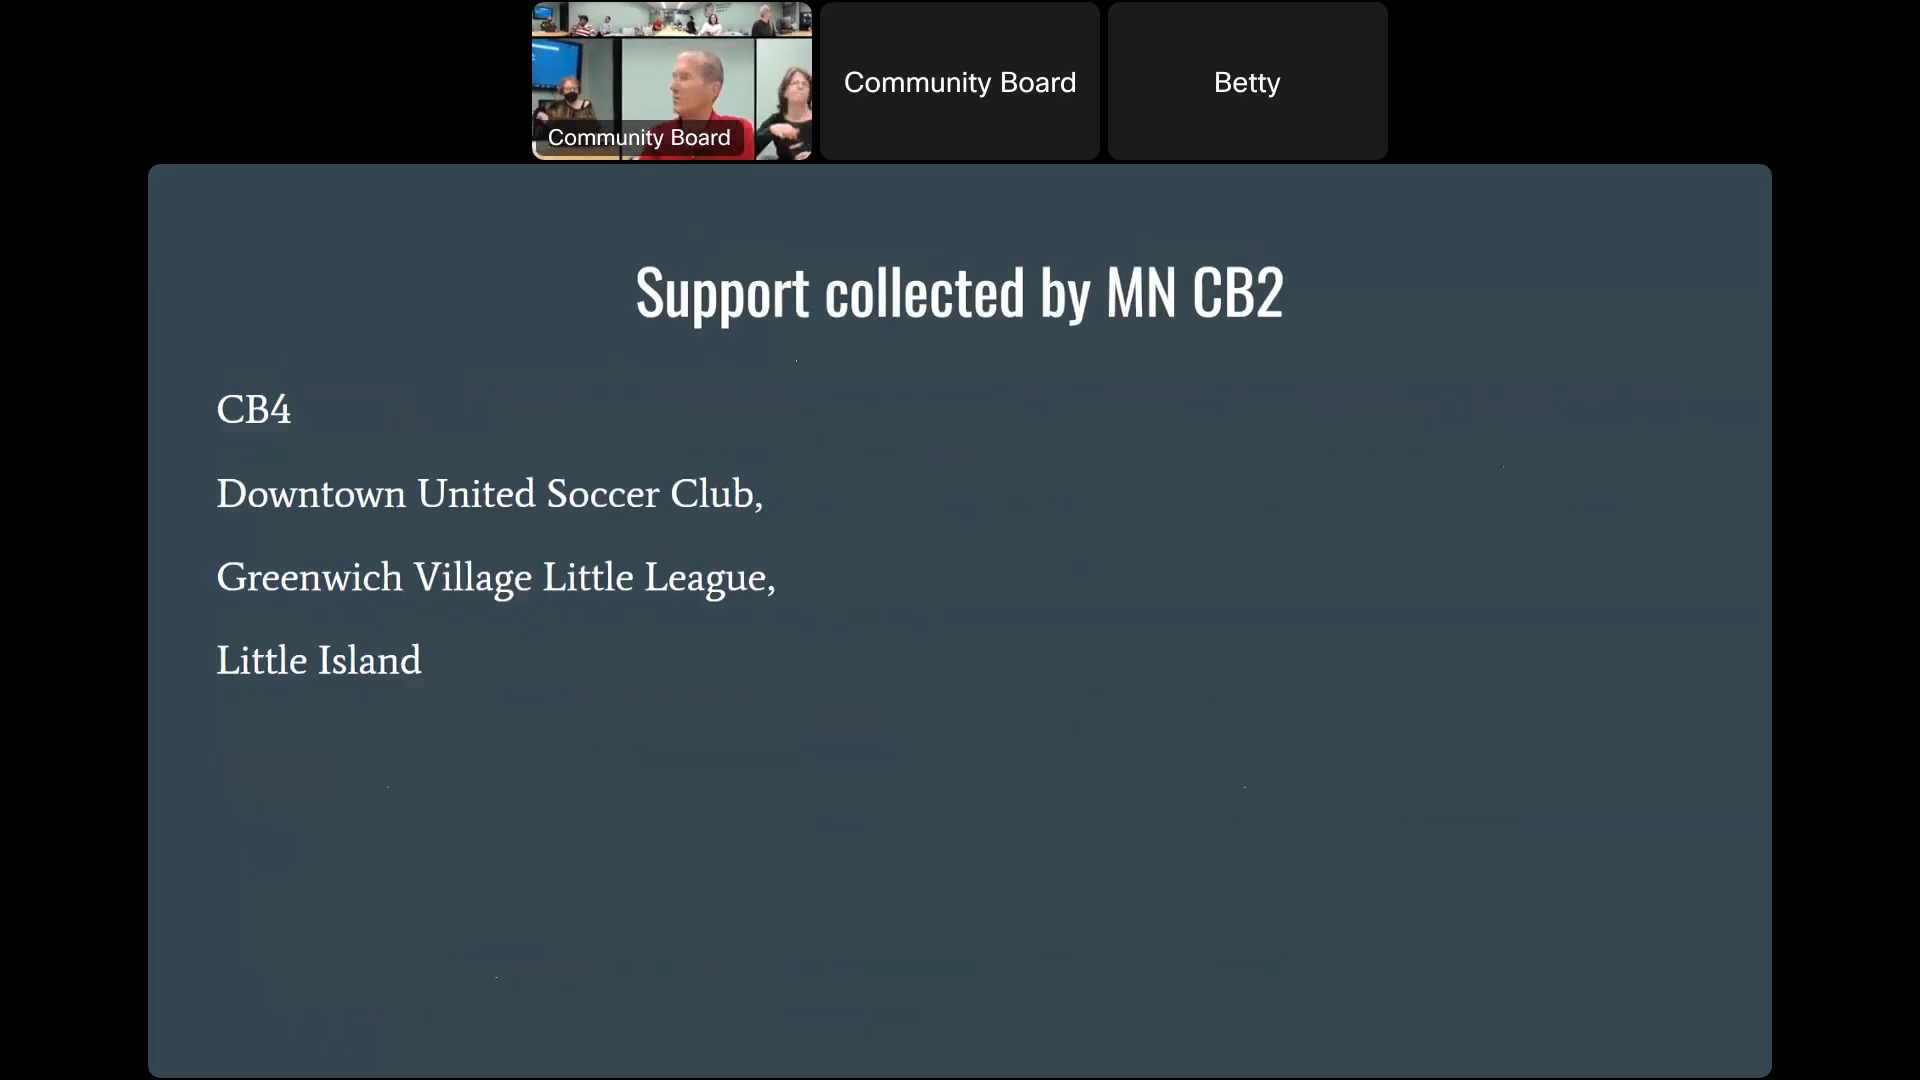 Community Board
Community Board
Betty
Support collected by MN CB2
CB4
Downtown United Soccer Club,
Greenwich Village Little League,
Little Island